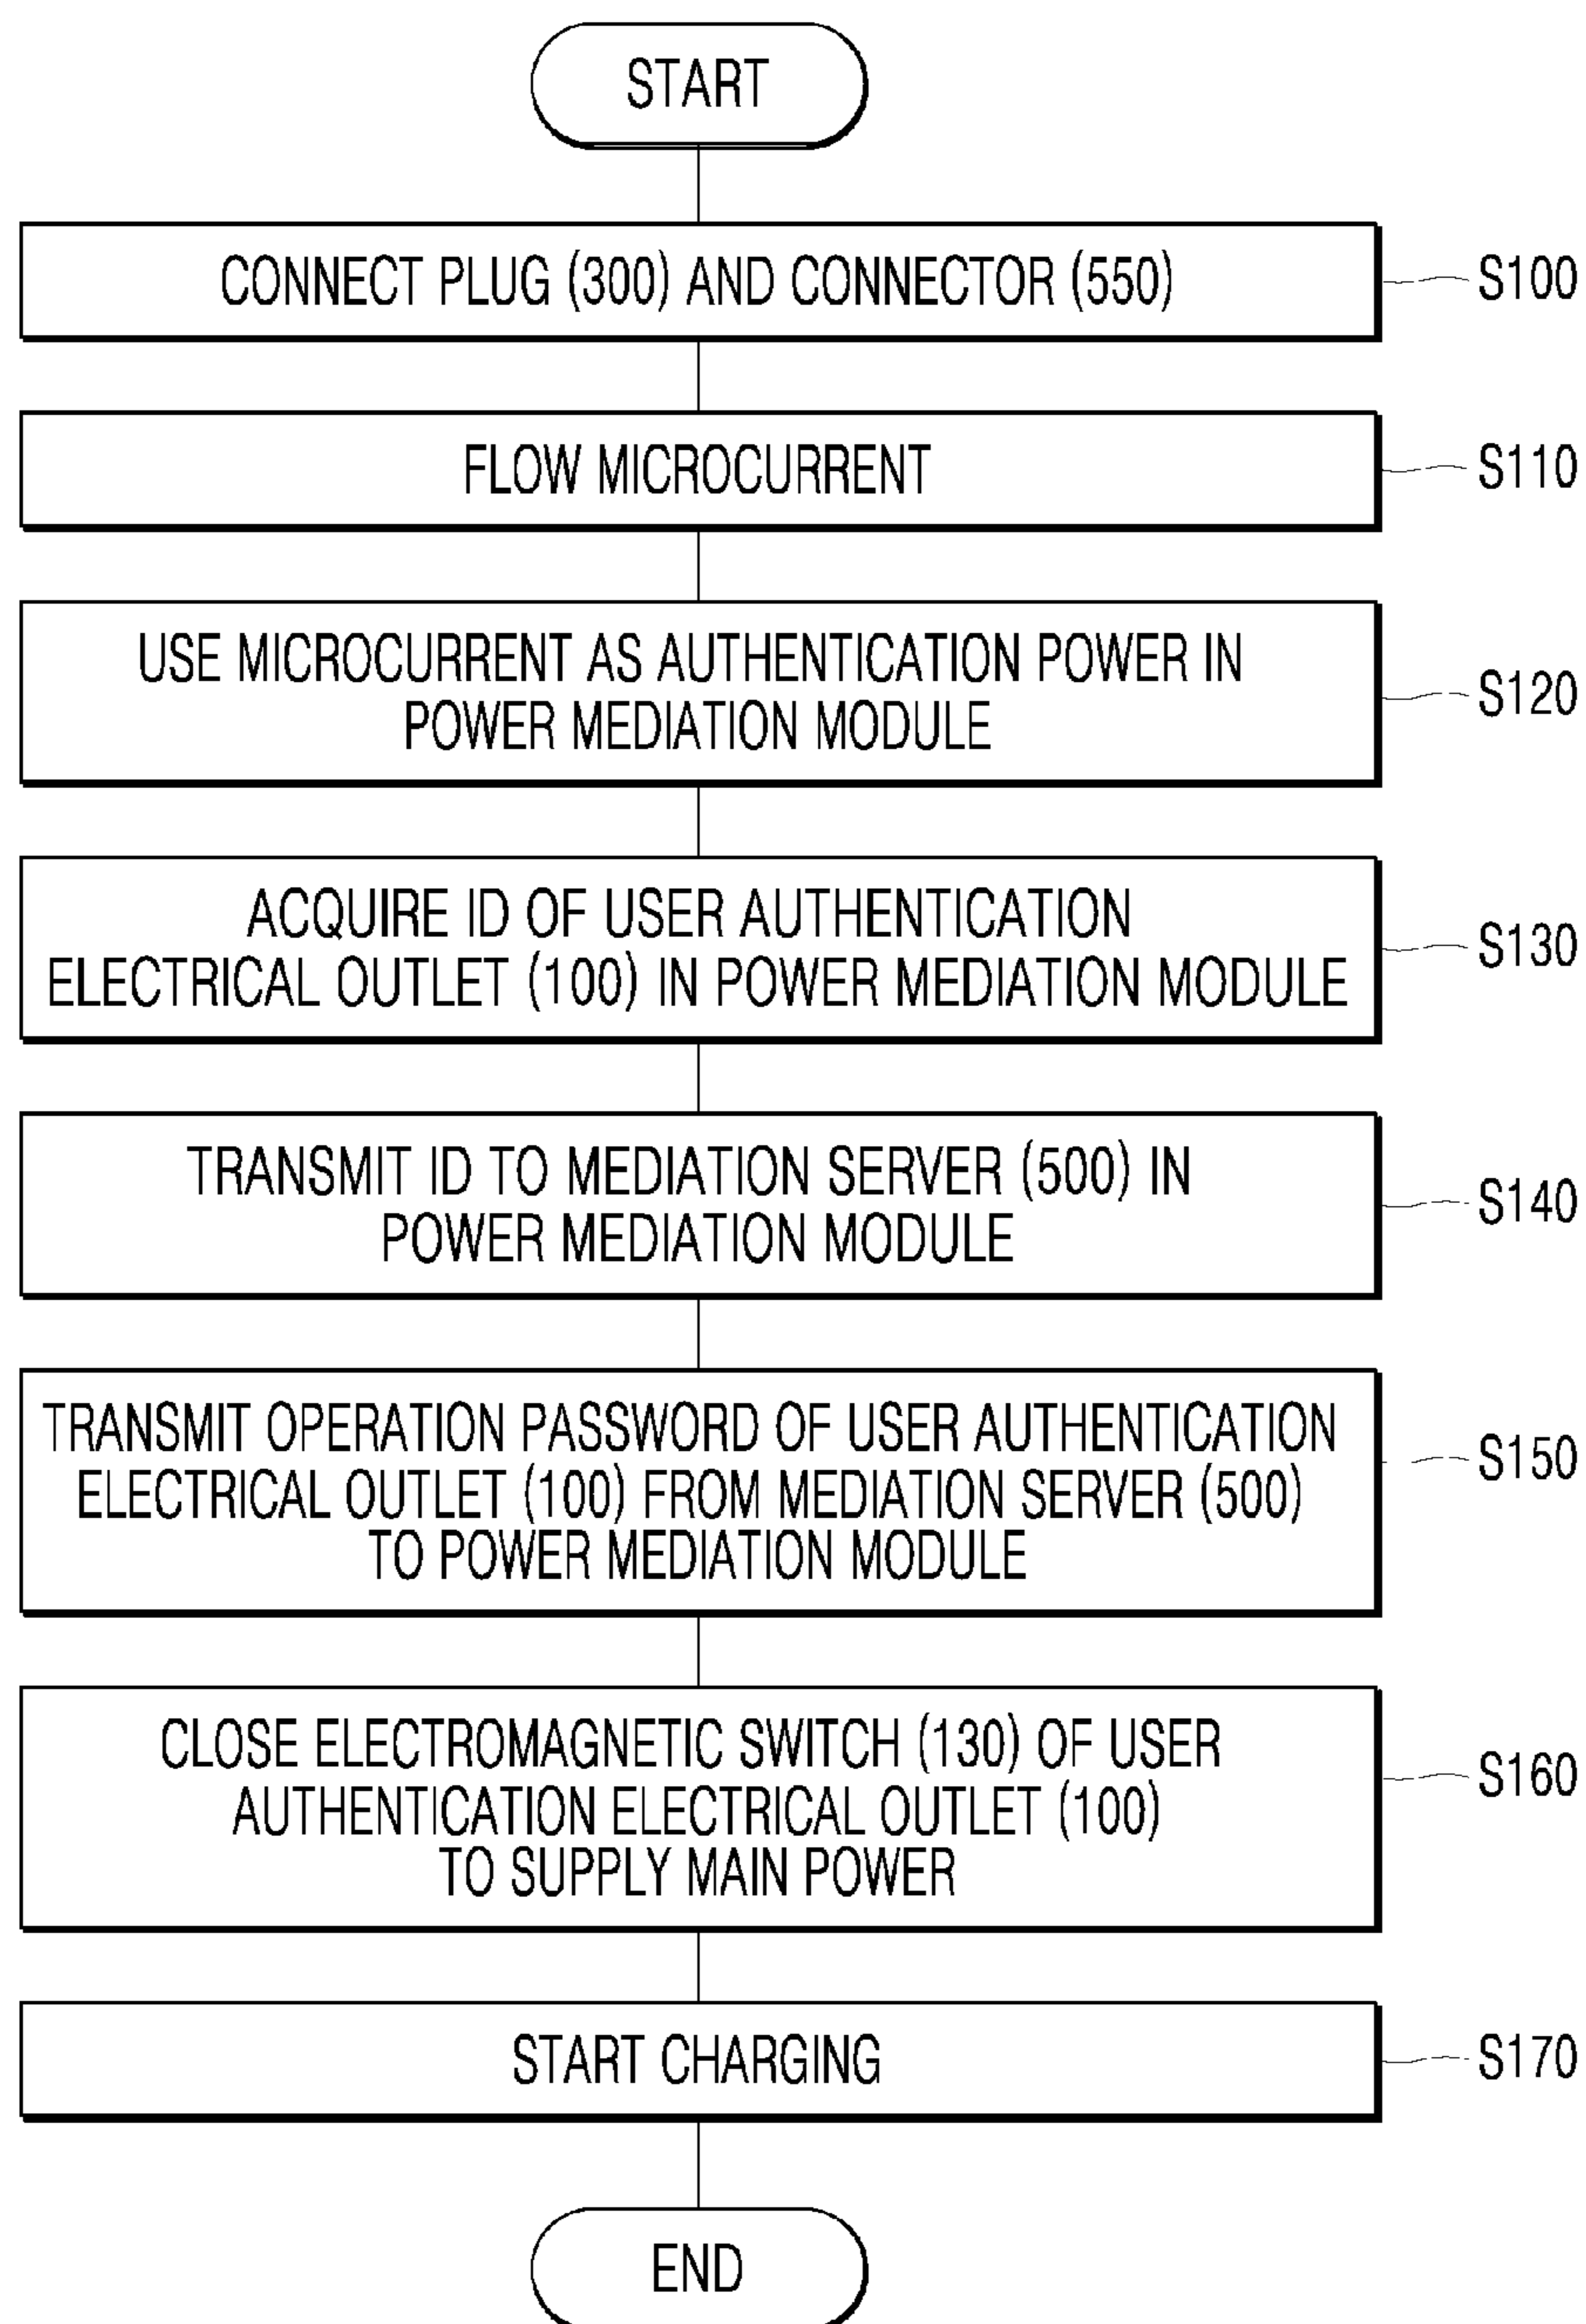 START
CONNECT PLUG (300) AND CONNECTOR (550)
S100
FLOW MICROCURRENT
S110
USE MICROCURRENT AS AUTHENTICATION POWER IN
POWER MEDIATION MODULE
S120
ACQUIRE ID OF USER AUTHENTICATION
ELECTRICAL OUTLET (100) IN POWER MEDIATION MODULE
S130
TRANSMIT ID TO MEDIATION SERVER (500) IN
POWER MEDIATION MODULE
S140
TRANSMIT OPERATION PASSWORD OF USER AUTHENTICATION
ELECTRICAL OUTLET (100) FROM MEDIATION SERVER (500)
TO POWER MEDIATION MODULE
S150
CLOSE ELECTROMAGNETIC SWITCH (130) OF USER
AUTHENTICATION ELECTRICAL OUTLET (100)
TO SUPPLY MAIN POWER
S160
START CHARGING
S170
END